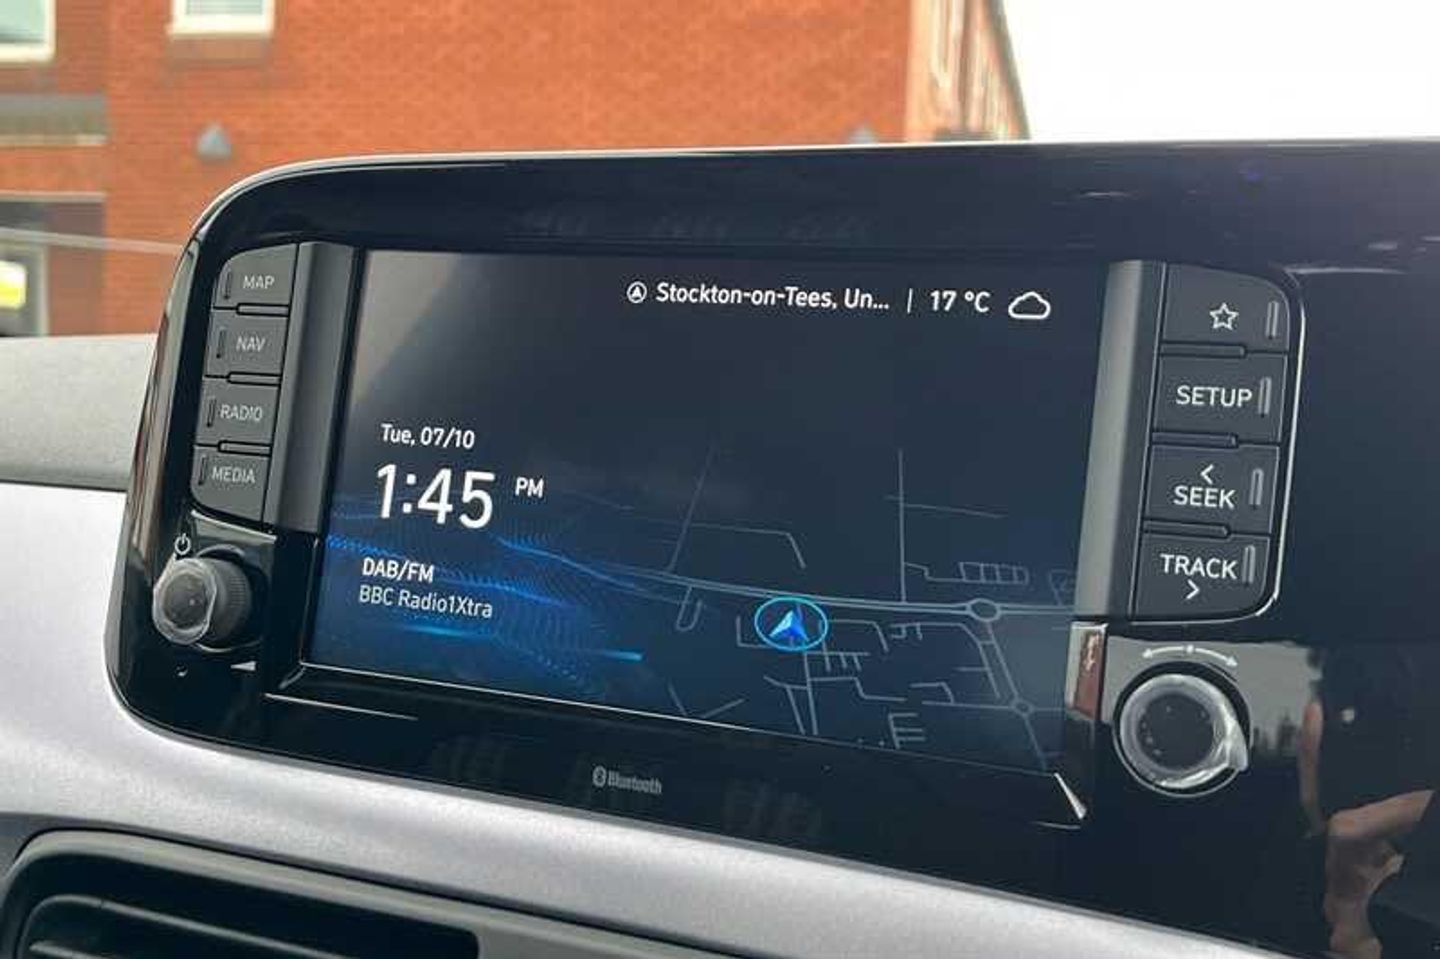 MAP
NAV
RADIO
MEDIA
Stockton-on-Tees, Un... | 17 °C
Tue, 07/10
1:45 PM
DAB/FM
BBC Radio1Xtra
SETUP
<
SEEK
TRACK
>
Bluetooth